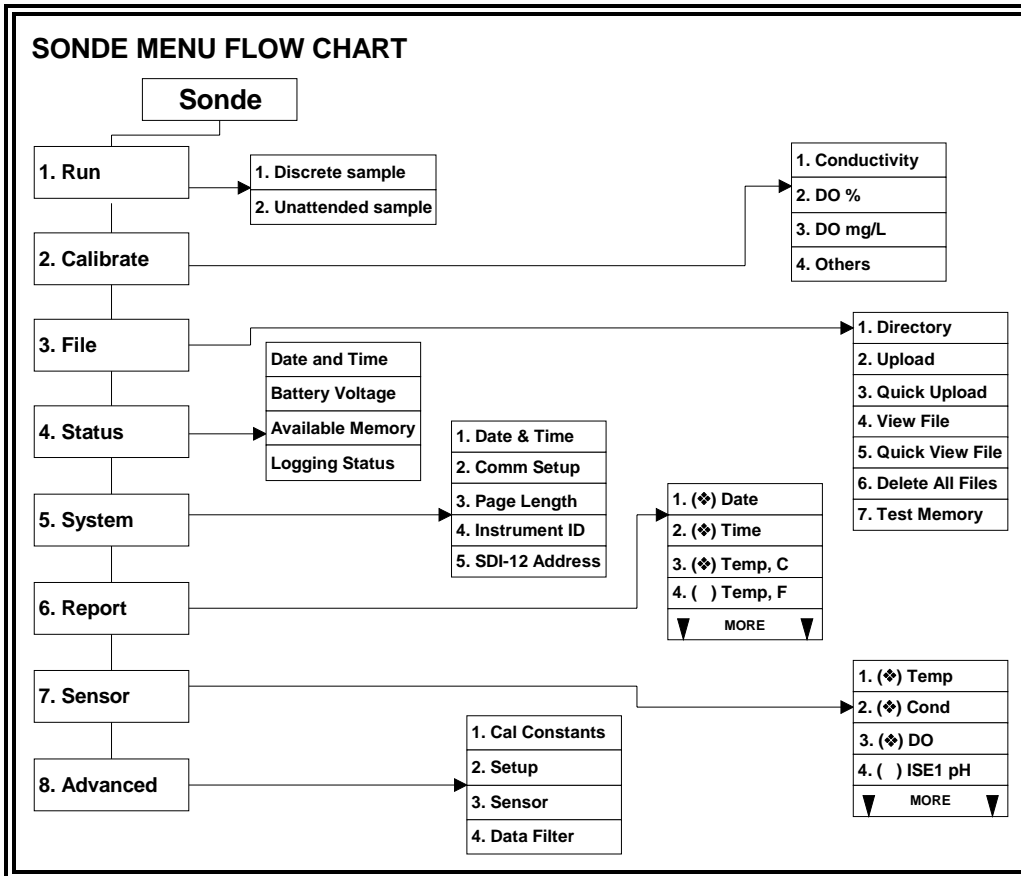 SONDE MENU FLOW CHART
Sonde
1. Run
1. Discrete sample
2. Unattended sample
2. Calibrate
1. Conductivity
2. DO %
3. DO mg/L
4. Others
3. File
1. Directory
2. Upload
3. Quick Upload
4. View File
5. Quick View File
6. Delete All Files
7. Test Memory
4. Status
Date and Time
Battery Voltage
Available Memory
Logging Status
5. System
1. Date & Time
2. Comm Setup
3. Page Length
4. Instrument ID
5. SDI-12 Address
6. Report
1. (❖) Date
2. (❖) Time
3. (❖) Temp, C
4. ( ) Temp, F
MORE
7. Sensor
1. (❖) Temp
2. (❖) Cond
3. (❖) DO
4. ( ) ISE1 pH
MORE
8. Advanced
1. Cal Constants
2. Setup
3. Sensor
4. Data Filter